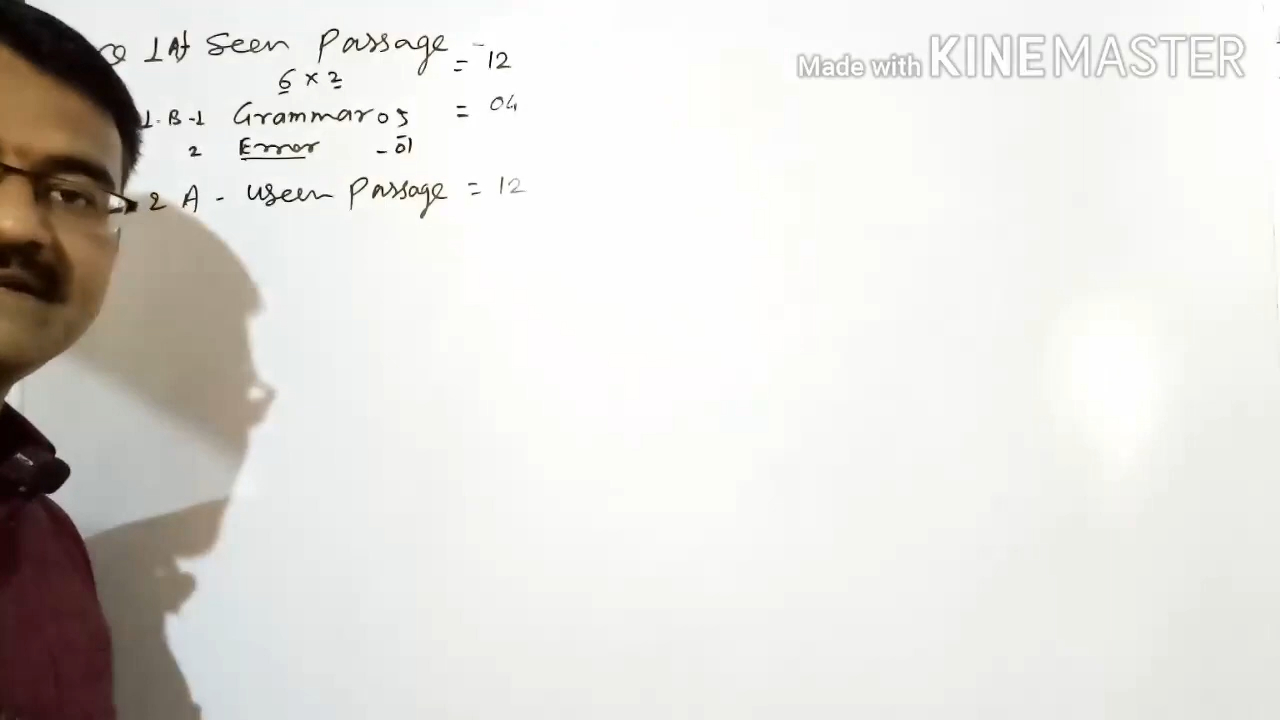 Q 1 A Seen Passage = 12
Made with KINEMASTER
6 x 2
1-B-1 Grammar 05 = 04
2 Error - 01
2 A - Useen Passage = 12